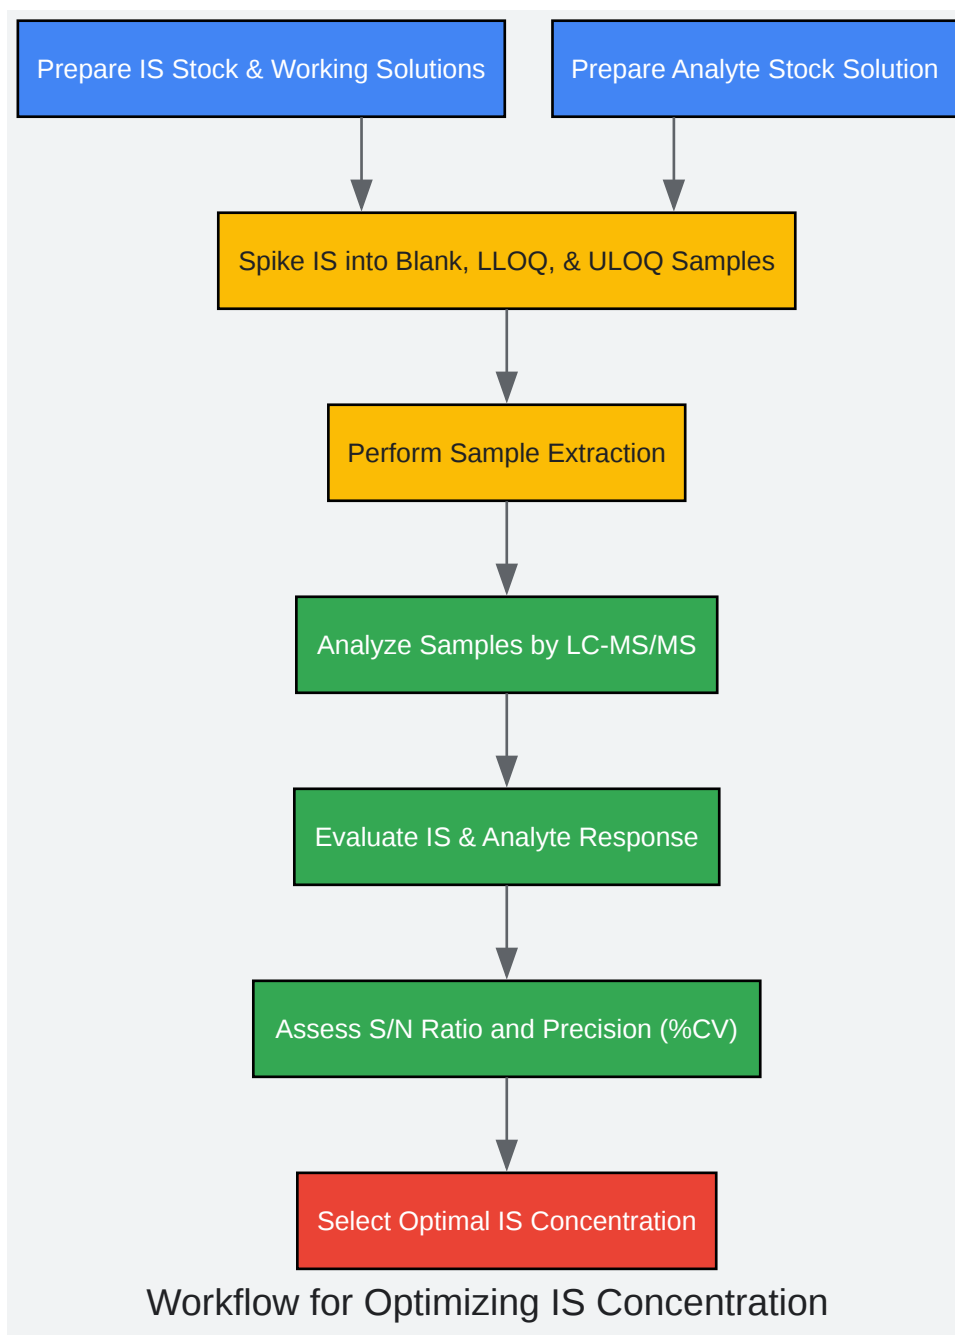 Prepare IS Stock & Working Solutions
Prepare Analyte Stock Solution
Spike IS into Blank, LLOQ, & ULOQ Samples
Perform Sample Extraction
Analyze Samples by LC-MS/MS
Evaluate IS & Analyte Response
Assess S/N Ratio and Precision (%CV)
Select Optimal IS Concentration
Workflow for Optimizing IS Concentration